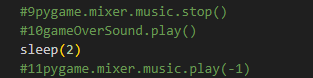 #9pygame.mixer.music.stop()
#10gameOverSound.play()
sleep(2)
#11pygame.mixer.music.play(-1)